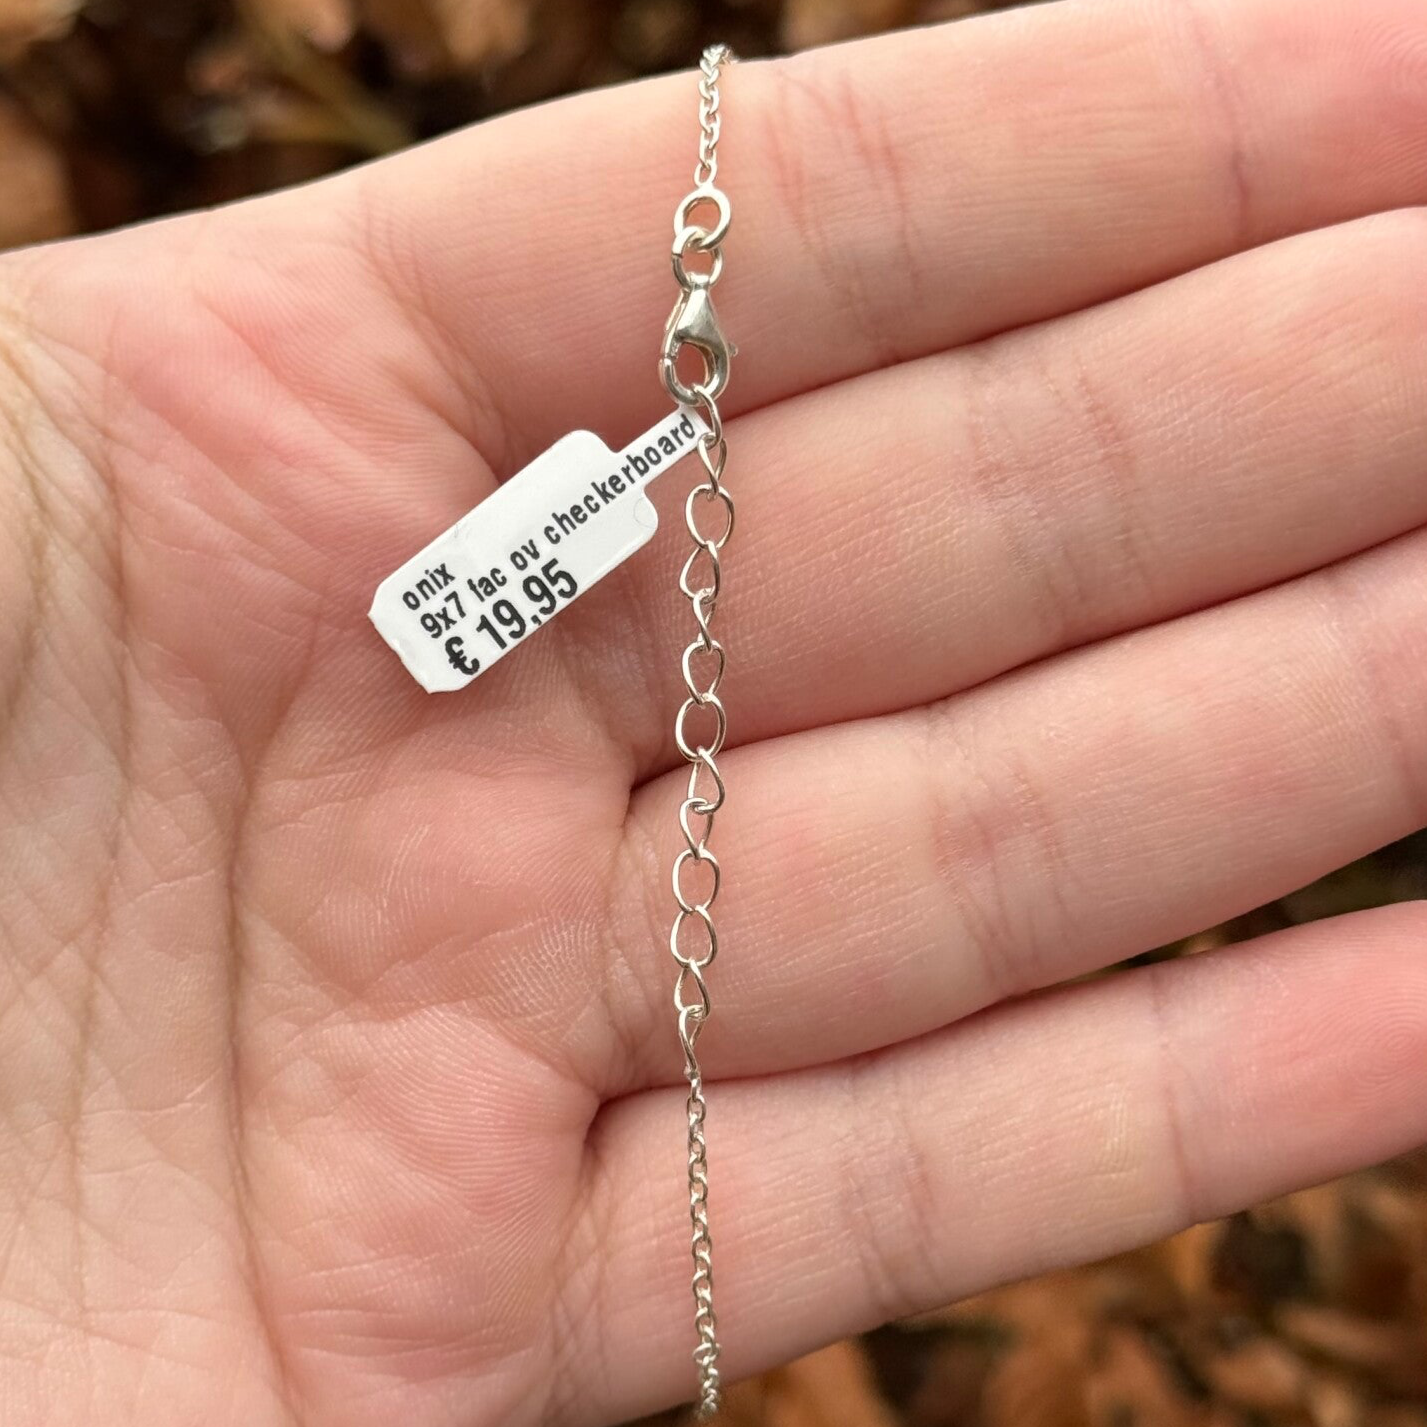 onix
9x7 fac ov checkerboard
€ 19,95